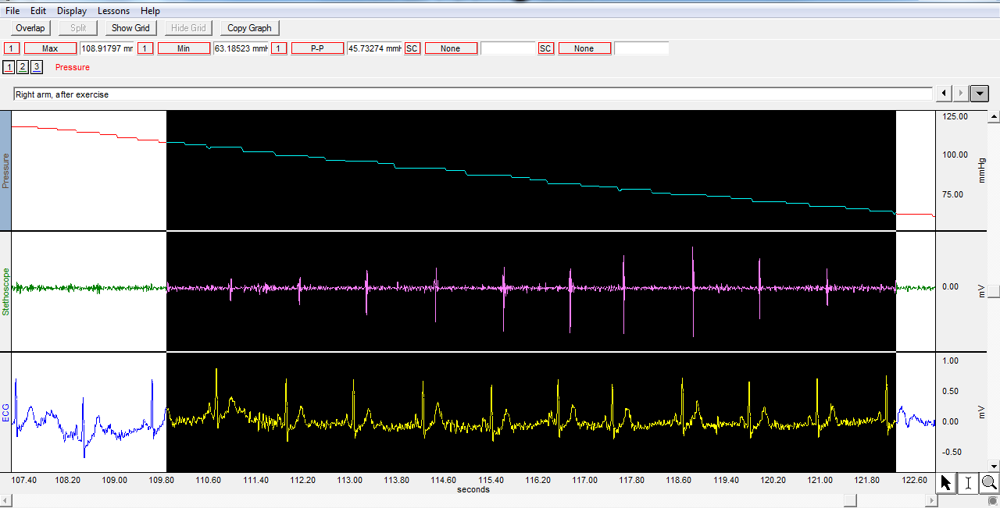 File Edit Display Lessons Help
Overlap Split Show Grid Hide Grid Copy Graph
1 Max 108.91797 mr 1 Min 63.18523 mr 1 P-P 45.73274 mmH SC None SC None
1 2 3 Pressure
Right arm, after exercise
Pressure
125.00
100.00
75.00
mmHg
Stethoscope
0.00
mV
ECG
1.00
0.50
0.00
-0.50
mV
107.40 108.20 109.00 109.80 110.60 111.40 112.20 113.00 113.80 114.60 115.40 116.20 117.00 117.80 118.60 119.40 120.20 121.00 121.80 122.60
seconds